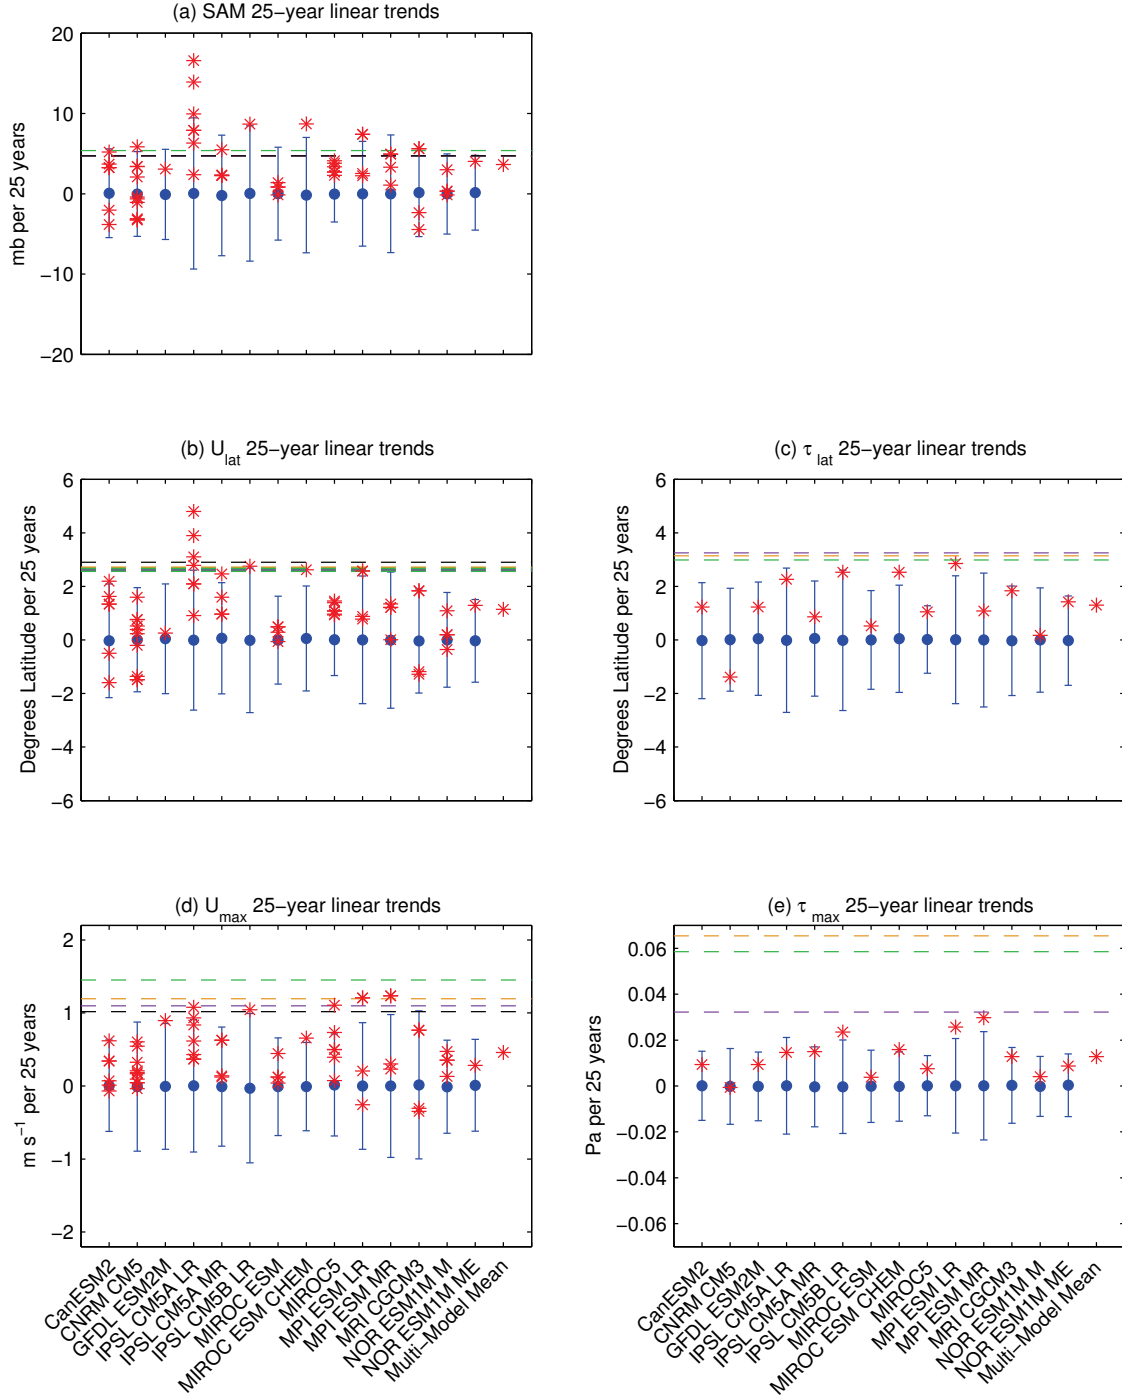 (a) SAM 25−year linear trends
20
10
0
−10
−20
mb per 25 years
(b) U_lat 25−year linear trends
6
4
2
0
−2
−4
−6
Degrees Latitude per 25 years
(c) τ_lat 25−year linear trends
6
4
2
0
−2
−4
−6
Degrees Latitude per 25 years
(d) U_max 25−year linear trends
2
1
0
−1
−2
m s⁻¹ per 25 years
CanESM2
CNRM CM5
GFDL ESM2M
IPSL CM5A LR
IPSL CM5A MR
IPSL CM5B LR
MIROC ESM
MIROC ESM CHEM
MIROC5
MPI ESM LR
MPI ESM MR
MRI CGCM3
NOR ESM1M M
NOR ESM1M ME
Multi−Model Mean
(e) τ_max 25−year linear trends
0.06
0.04
0.02
0
−0.02
−0.04
−0.06
Pa per 25 years
CanESM2
CNRM CM5
GFDL ESM2M
IPSL CM5A LR
IPSL CM5A MR
IPSL CM5B LR
MIROC ESM
MIROC ESM CHEM
MIROC5
MPI ESM LR
MPI ESM MR
MRI CGCM3
NOR ESM1M M
NOR ESM1M ME
Multi−Model Mean